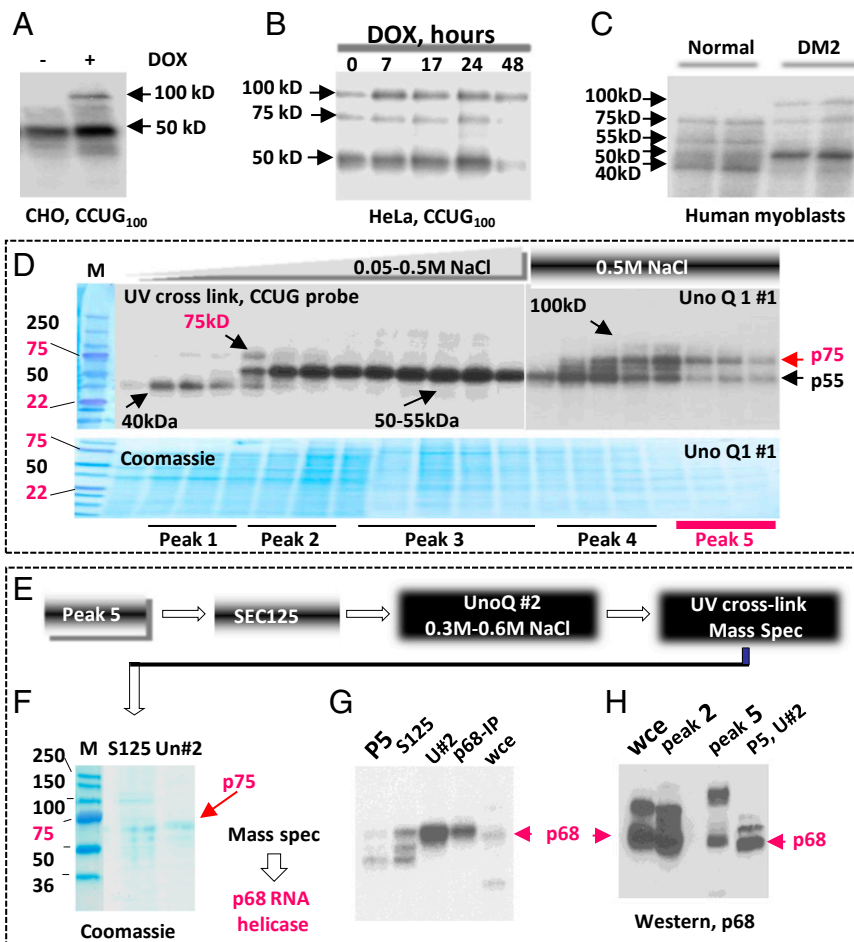 A
- + DOX
100 kD
50 kD
CHO, CCUG100
B
DOX, hours
0 7 17 24 48
100 kD
75 kD
50 kD
HeLa, CCUG100
C
Normal DM2
100kD
75kD
55kD
50kD
40kD
Human myoblasts
D
M
0.05-0.5M NaCl
0.5M NaCl
UV cross link, CCUG probe
Uno Q 1 #1
250
75
50
22
75kD
100kD
40kDa
50-55kDa
p75
p55
75
50
22
Coomassie
Uno Q1 #1
Peak 1 Peak 2 Peak 3 Peak 4 Peak 5
E
Peak 5
SEC125
UnoQ #2
0.3M-0.6M NaCl
UV cross-link
Mass Spec
F
M S125 Un#2
250
150
100
75
50
36
p75
Mass spec
p68 RNA
helicase
Coomassie
G
P5 S125 U#2 p68-IP wce
p68
H
wce peak 2 peak 5 P5, U#2
p68
Western, p68